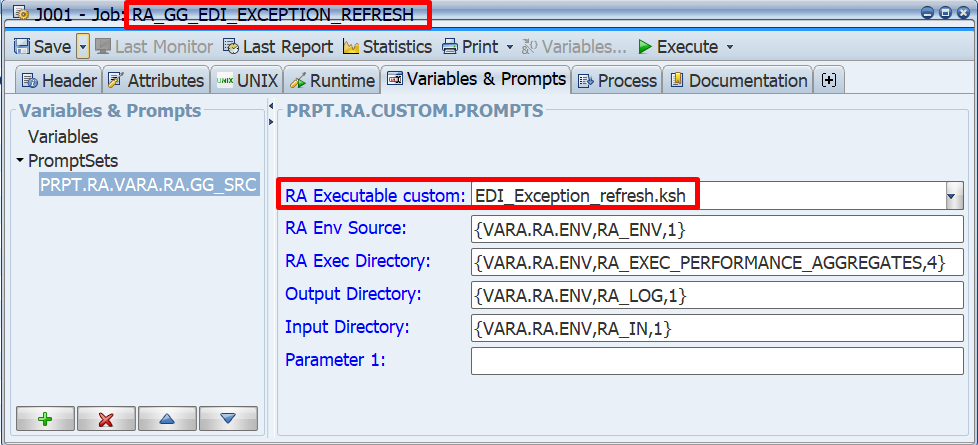 J001 - Job: RA_GG_EDI_EXCEPTION_REFRESH
Save Last Monitor Last Report Statistics Print Variables... Execute
Header Attributes UNIX UNIX Runtime Variables & Prompts Process Documentation [+]
Variables & Prompts
Variables
PromptSets
PRPT.RA.VARA.RA.GG_SRC
PRPT.RA.CUSTOM.PROMPTS
RA Executable custom: EDI_Exception_refresh.ksh
RA Env Source: {VARA.RA.ENV,RA_ENV,1}
RA Exec Directory: {VARA.RA.ENV,RA_EXEC_PERFORMANCE_AGGREGATES,4}
Output Directory: {VARA.RA.ENV,RA_LOG,1}
Input Directory: {VARA.RA.ENV,RA_IN,1}
Parameter 1: